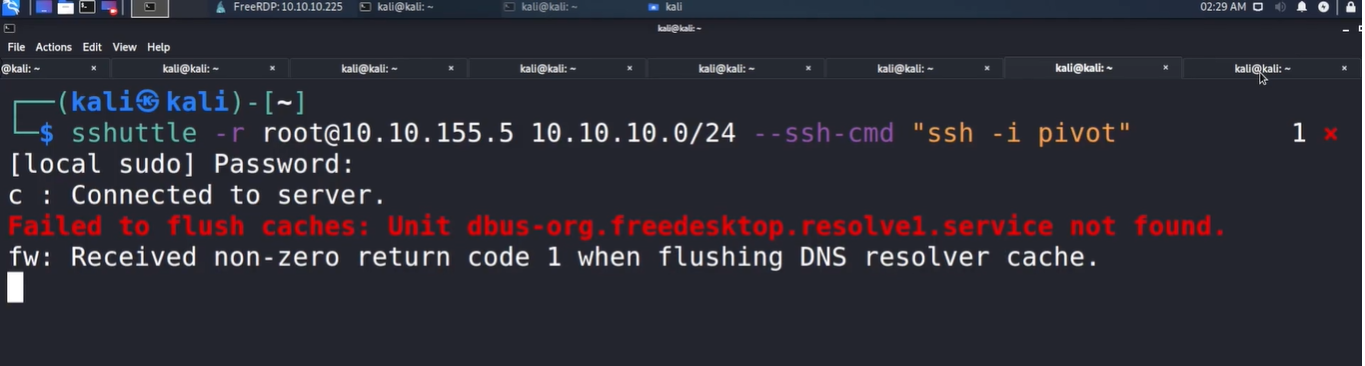 FreeRDP: 10.10.10.225 kali@kali: ~ kali@kali: ~ kali 02:29 AM
kali@kali: ~
File Actions Edit View Help
@kali: ~ × kali@kali: ~ × kali@kali: ~ × kali@kali: ~ × kali@kali: ~ × kali@kali: ~ × kali@kali: ~ × kali@kali: ~ ×
┌──(kali㉿kali)-[~]
└─$ sshuttle -r root@10.10.155.5 10.10.10.0/24 --ssh-cmd "ssh -i pivot" 1 ⨯
[local sudo] Password:
c : Connected to server.
Failed to flush caches: Unit dbus-org.freedesktop.resolve1.service not found.
fw: Received non-zero return code 1 when flushing DNS resolver cache.